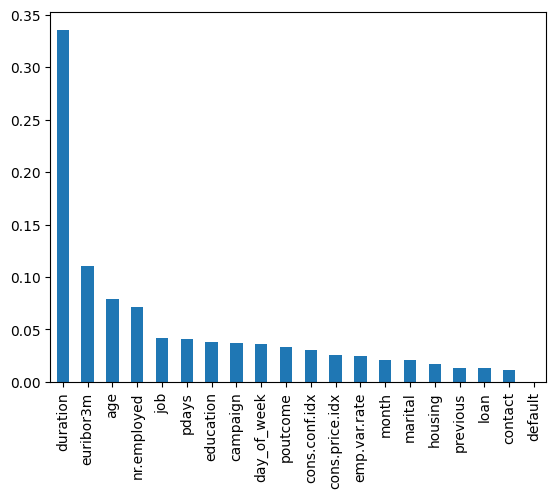 0.35
0.30
0.25
0.20
0.15
0.10
0.05
0.00
duration
euribor3m
age
nr.employed
job
pdays
education
campaign
day_of_week
poutcome
cons.conf.idx
cons.price.idx
emp.var.rate
month
marital
housing
previous
loan
contact
default